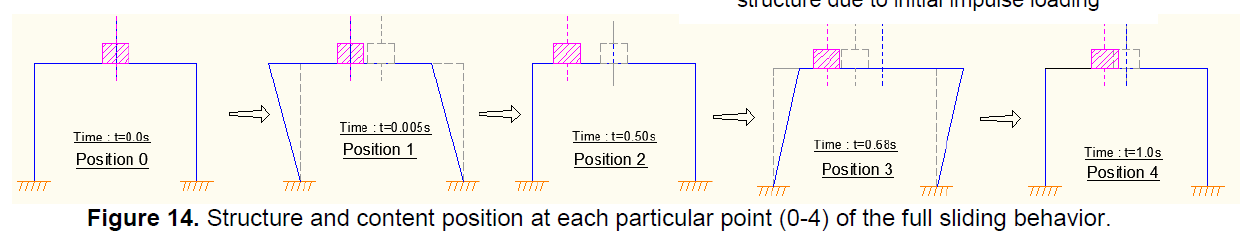 structure due to initial impulse loading
Time : t=0.0s
Position 0
Time : t=0.005s
Position 1
Time : t=0.50s
Position 2
Time : t=0.68s
Position 3
Time : t=1.0s
Position 4
Figure 14. Structure and content position at each particular point (0-4) of the full sliding behavior.